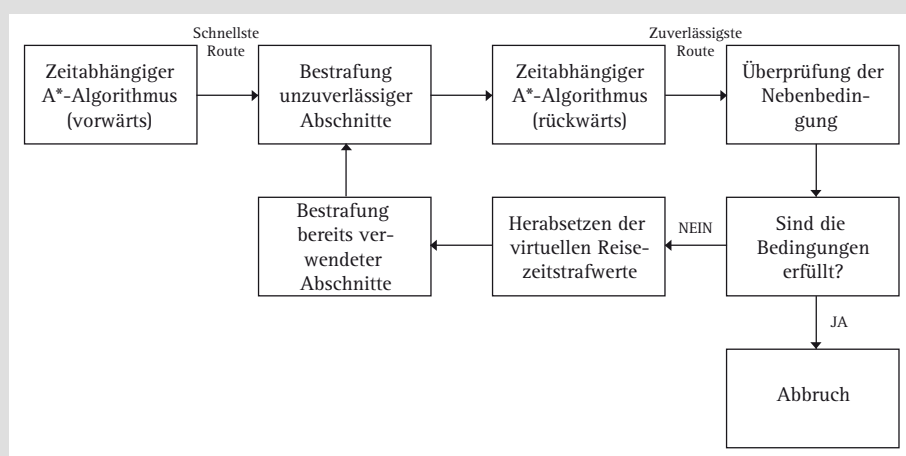 Zeitabhängiger
A*-Algorithmus
(vorwärts)
Schnellste
Route
Bestrafung
unzuverlässiger
Abschnitte
Zeitabhängiger
A*-Algorithmus
(rückwärts)
Zuverlässigste
Route
Überprüfung der
Nebenbedin-
gung
Sind die
Bedingungen
erfüllt?
NEIN
Herabsetzen der
virtuellen Reise-
zeitstrafwerte
Bestrafung
bereits ver-
wendeter
Abschnitte
JA
Abbruch